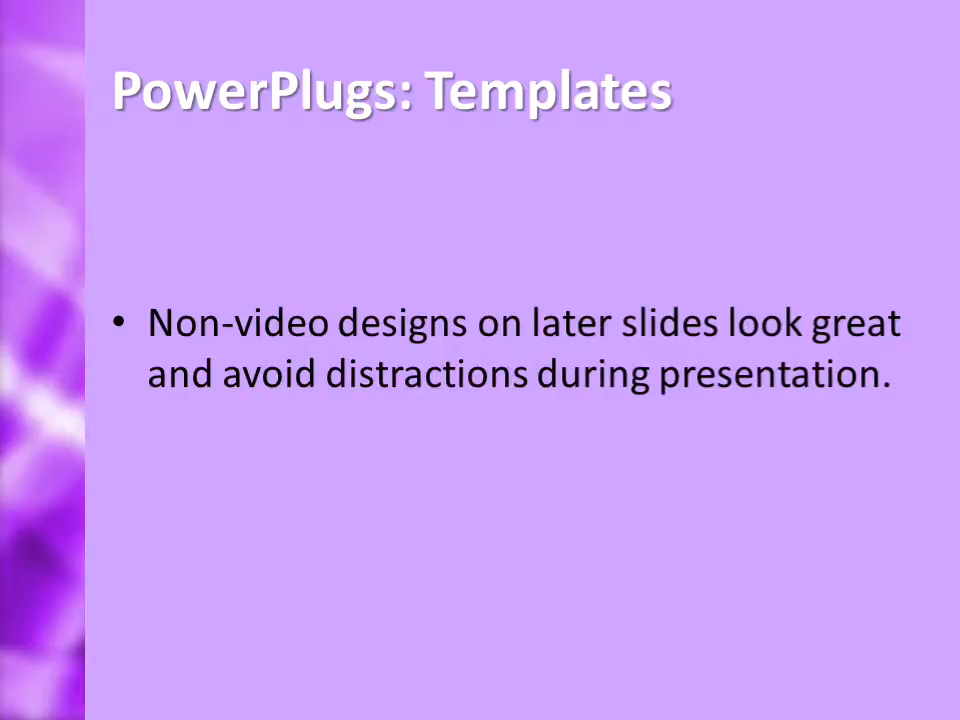 PowerPlugs: Templates
• Non-video designs on later slides look great
and avoid distractions during presentation.